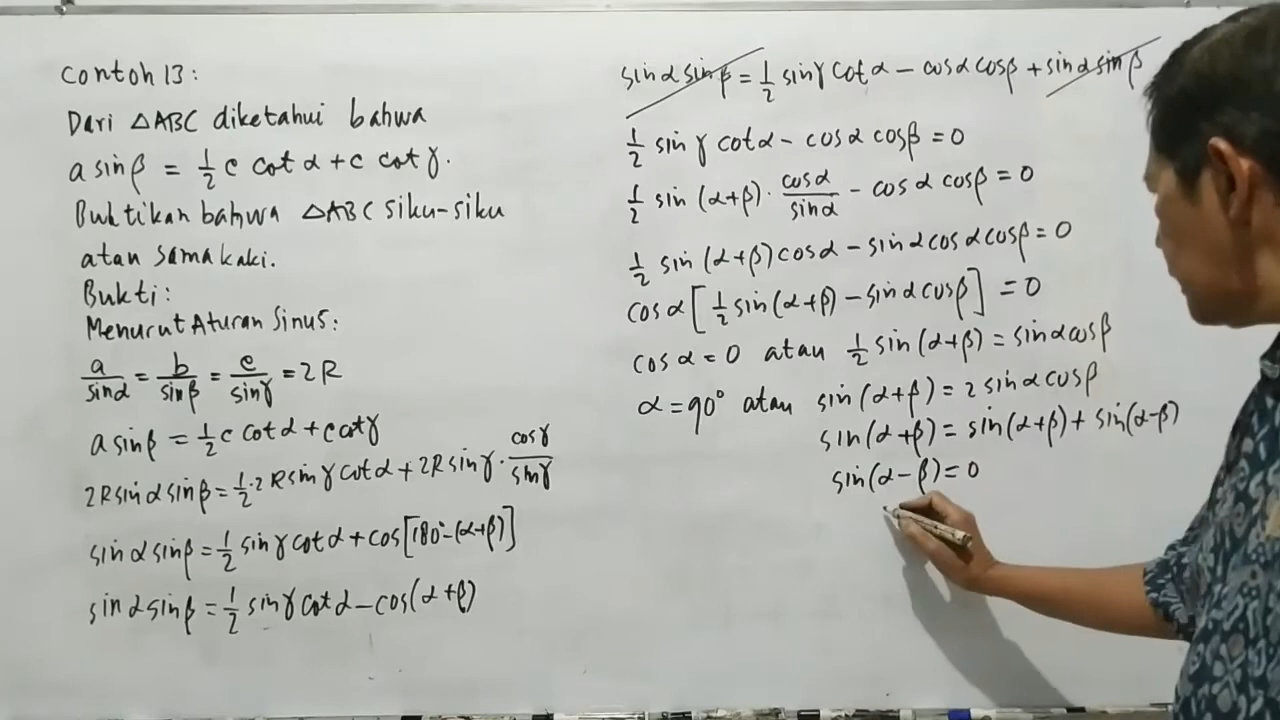 Contoh 13:
Dari △ABC diketahui bahwa
a sin β = 1/2 c cot α + c cot γ.
Buktikan bahwa △ABC siku-siku
atau samakaki.
Bukti:
Menurut Aturan Sinus:
a/sin α = b/sin β = c/sin γ = 2R
a sin β = 1/2 c cot α + c cot γ
2R sin α sin β = 1/2 · 2R sin γ cot α + 2R sin γ · cos γ/sin γ
sin α sin β = 1/2 sin γ cot α + cos[180° - (α+β)]
sin α sin β = 1/2 sin γ cot α - cos(α+β)
sin α sin β = 1/2 sin γ cot α - cos α cos β + sin α sin β
1/2 sin γ cot α - cos α cos β = 0
1/2 sin (α+β) · cos α/sin α - cos α cos β = 0
1/2 sin (α+β) cos α - sin α cos α cos β = 0
cos α [1/2 sin (α+β) - sin α cos β] = 0
cos α = 0 atau 1/2 sin (α+β) = sin α cos β
α = 90° atau sin (α+β) = 2 sin α cos β
sin (α+β) = sin (α+β) + sin (α-β)
sin (α-β) = 0